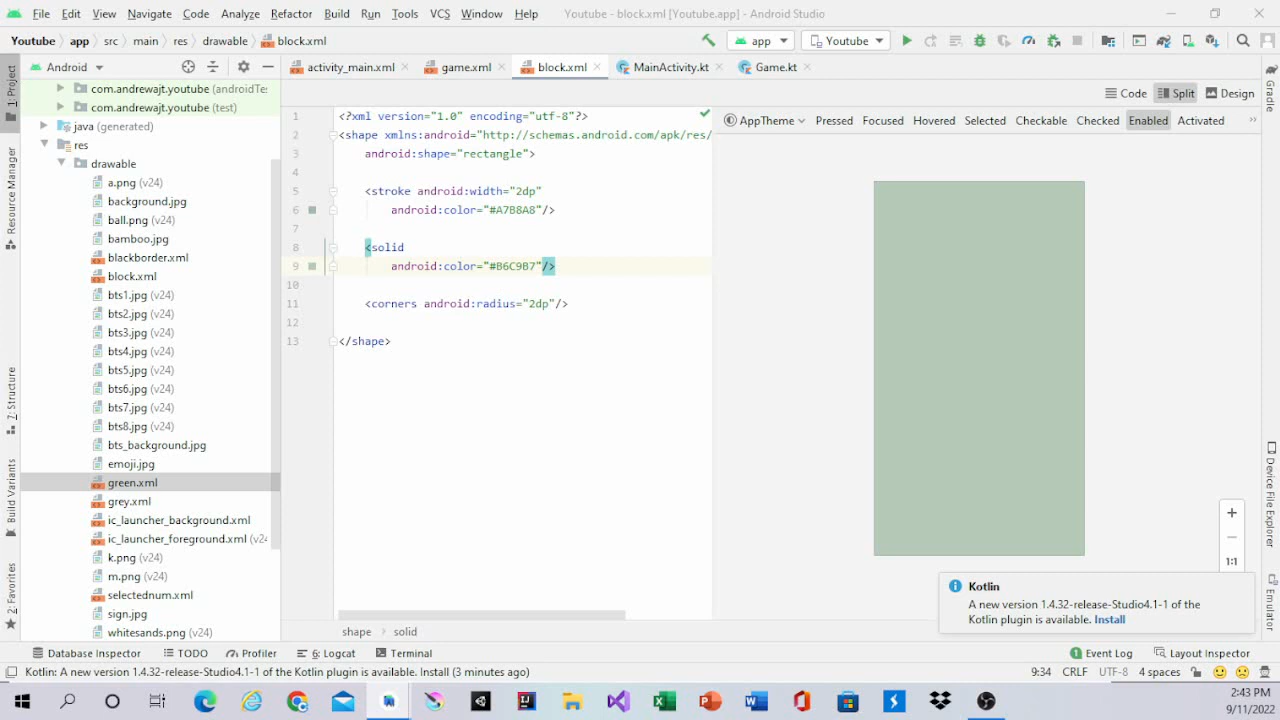 File Edit View Navigate Code Analyze Refactor Build Run Tools VCS Window Help Youtube - block.xml [Youtube.app] - Android Studio
Youtube app src main res drawable block.xml app Youtube
Android activity_main.xml game.xml block.xml MainActivity.kt Game.kt
Code Split Design
AppTheme Pressed Focused Hovered Selected Checkable Checked Enabled Activated
1: Project
Resource Manager
Z: Structure
Build Variants
2: Favorites
com.andrewajt.youtube (androidTe
com.andrewajt.youtube (test)
java (generated)
res
drawable
a.png (v24)
background.jpg
ball.png (v24)
bamboo.jpg
blackborder.xml
block.xml
bts1.jpg (v24)
bts2.jpg (v24)
bts3.jpg (v24)
bts4.jpg (v24)
bts5.jpg (v24)
bts6.jpg (v24)
bts7.jpg (v24)
bts8.jpg (v24)
bts_background.jpg
emoji.jpg
green.xml
grey.xml
ic_launcher_background.xml
ic_launcher_foreground.xml (v24
k.png (v24)
m.png (v24)
selectednum.xml
sign.jpg
whitesands.png (v24)
1 <?xml version="1.0" encoding="utf-8"?>
2 <shape xmlns:android="http://schemas.android.com/apk/res/
3 android:shape="rectangle">
4
5 <stroke android:width="2dp"
6 android:color="#A7B8A8"/>
7
8 <solid
9 android:color="#B6C9B7"/>
10
11 <corners android:radius="2dp"/>
12
13 </shape>
shape solid
Gradle
Device File Explorer
Emulator
+
−
1:1
Kotlin
A new version 1.4.32-release-Studio4.1-1 of the
Kotlin plugin is available. Install
Database Inspector TODO Profiler 6: Logcat Terminal 1 Event Log Layout Inspector
Kotlin: A new version 1.4.32-release-Studio4.1-1 of the Kotlin plugin is available. Install (3 minutes ago) 9:34 CRLF UTF-8 4 spaces
2:43 PM
9/11/2022